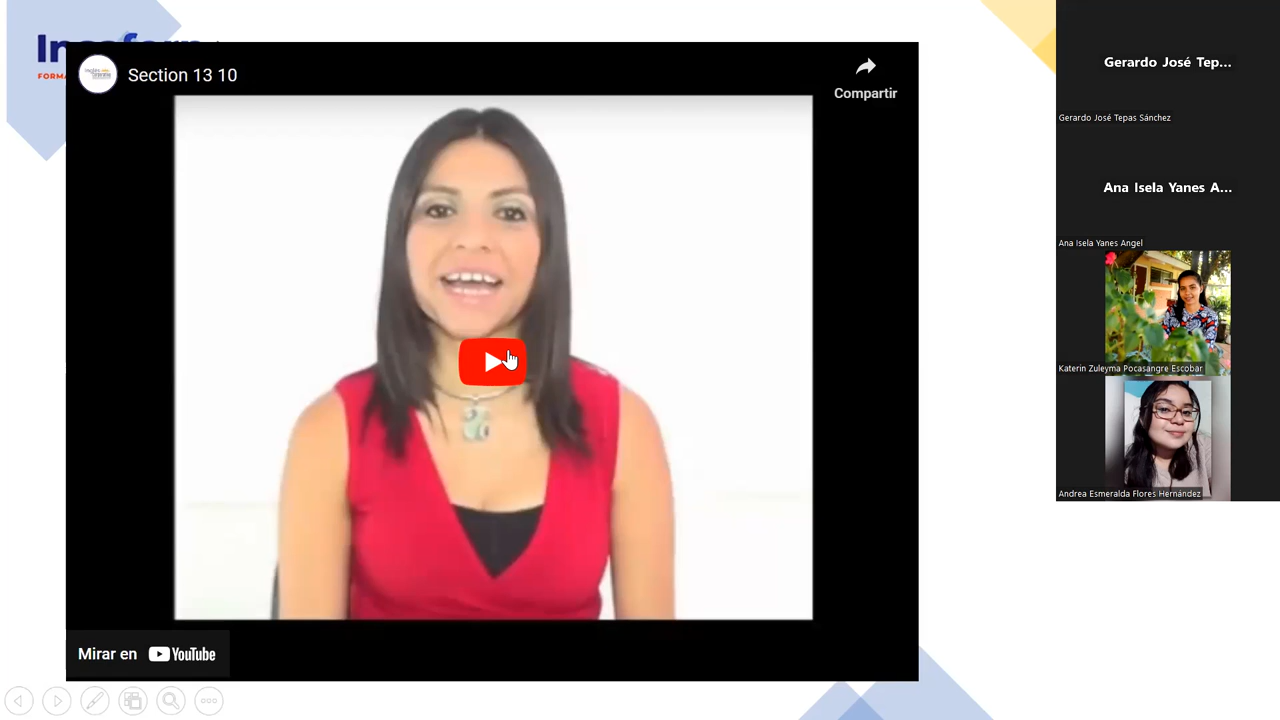 FORMA
Section 13 10
Compartir
Mirar en YouTube
Gerardo José Tep...
Gerardo José Tepas Sánchez
Ana Isela Yanes A...
Ana Isela Yanes Angel
Katerin Zuleyma Pocasangre Escobar
Andrea Esmeralda Flores Hernández